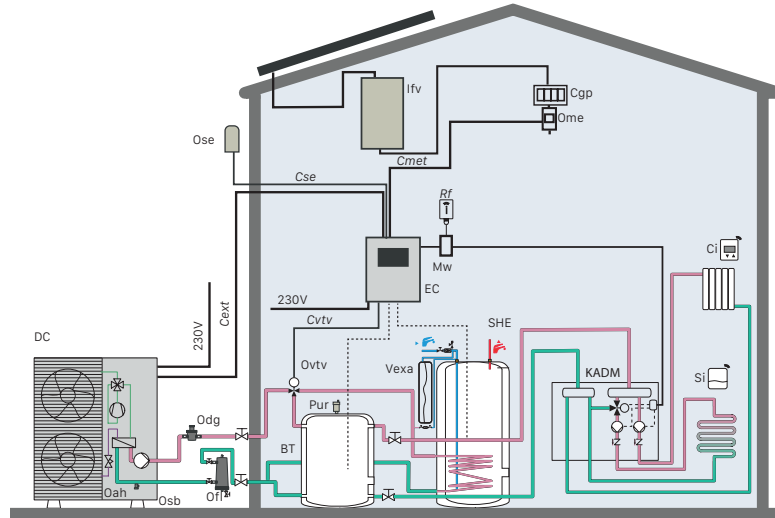 Ifv
Cgp
Ome
Ose
Cmet
Cse
Rf
Ci
Mw
EC
230V
Cvtv
230V
Cext
DC
SHE
Ovtv
Vexa
KADM
Si
Pur
Odg
BT
Oah
Osb
Ofl